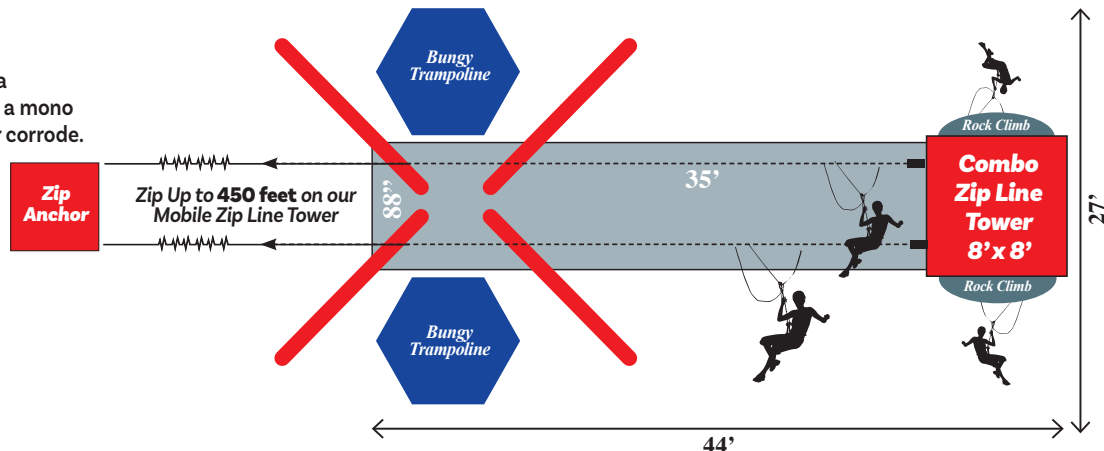 a
a mono
r corrode.
Bungy
Trampoline
Rock Climb
Zip
Anchor
Zip Up to 450 feet on our
Mobile Zip Line Tower
88”
35’
Combo
Zip Line
Tower
8’ x 8’
27’
Rock Climb
Bungy
Trampoline
44’